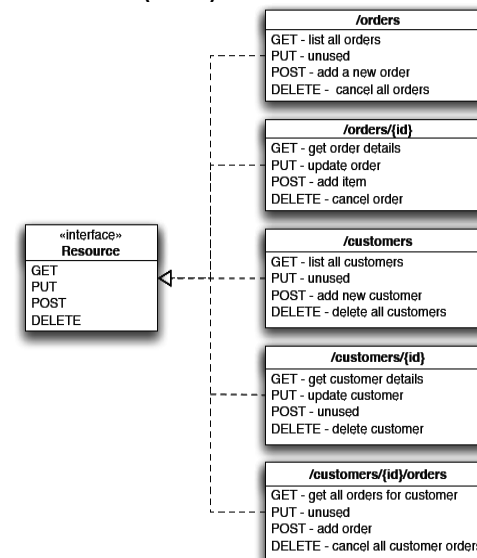 /orders
GET - list all orders
PUT - unused
POST - add a new order
DELETE -  cancel all orders
/orders/{id}
GET - get order details
PUT - update order
POST - add item
DELETE - cancel order
«interface»
Resource
GET
PUT
POST
DELETE
/customers
GET - list all customers
PUT - unused
POST - add new customer
DELETE - delete all customers
/customers/{id}
GET - get customer details
PUT - update customer
POST - unused
DELETE - delete customer
/customers/{id}/orders
GET - get all orders for customer
PUT - unused
POST - add order
DELETE - cancel all customer orders